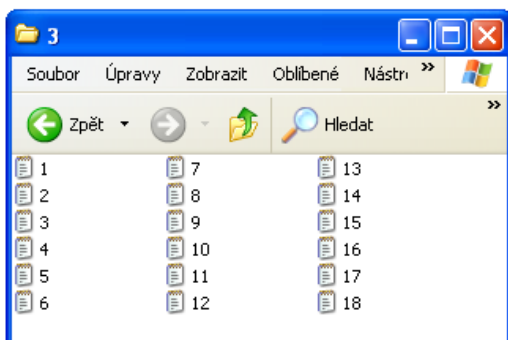 3
Soubor Úpravy Zobrazit Oblíbené Nástr »
Zpět Hledat »
1 7 13
2 8 14
3 9 15
4 10 16
5 11 17
6 12 18